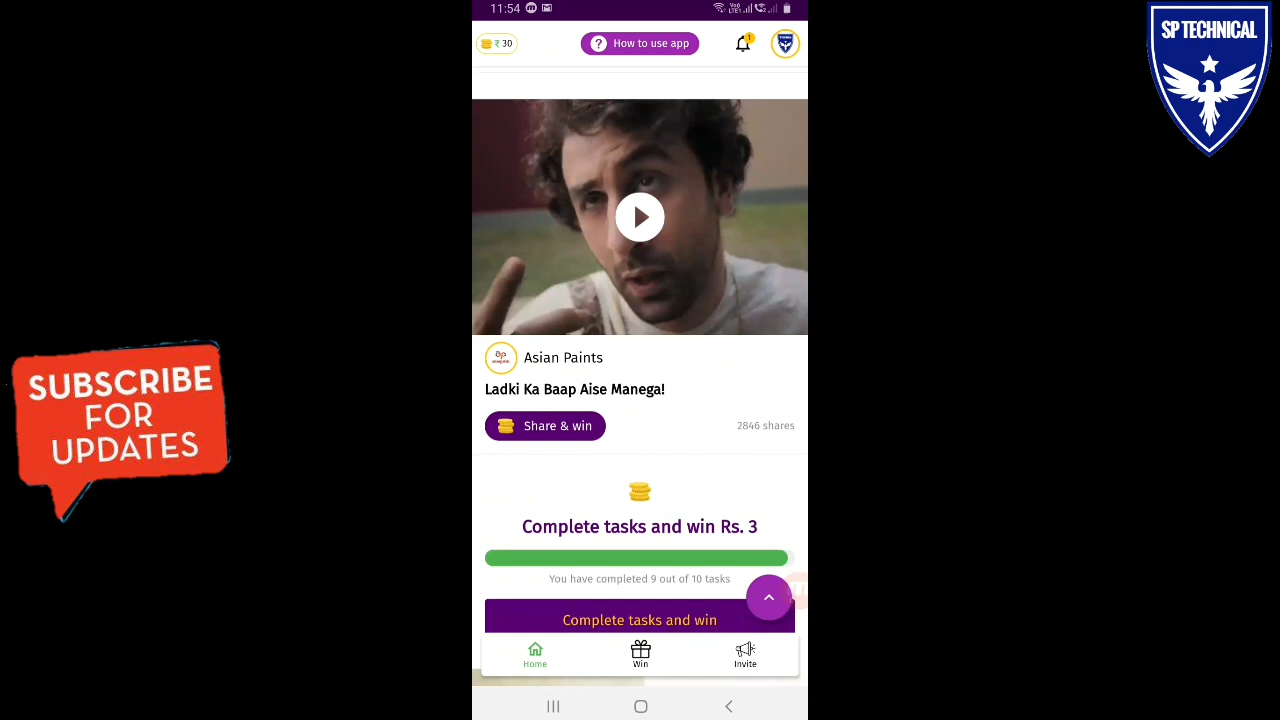 11:54
SP TECHNICAL
₹ 30
? How to use app
1
Asian Paints
Ladki Ka Baap Aise Manega!
Share & win
2846 shares
SUBSCRIBE
FOR
UPDATES
Complete tasks and win Rs. 3
You have completed 9 out of 10 tasks
Complete tasks and win
Home
Win
Invite